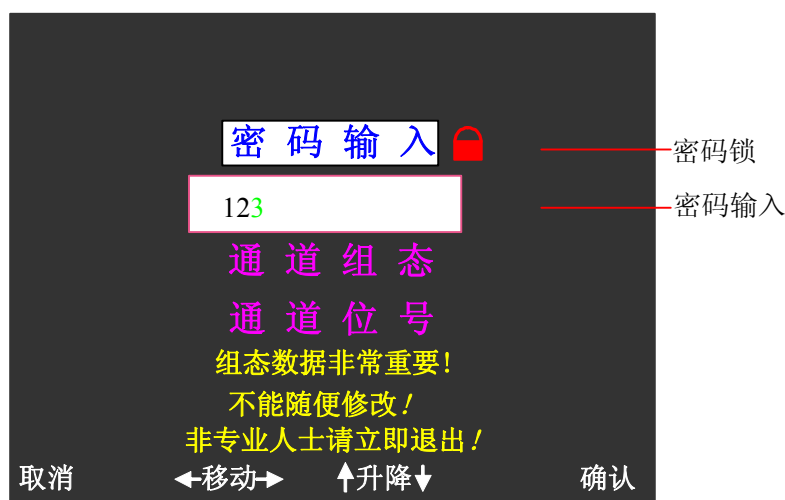 密码输入
密码锁
123
密码输入
通道组态
通道位号
组态数据非常重要!
不能随便修改!
非专业人士请立即退出!
取消 ←移动→ ↑升降↓ 确认